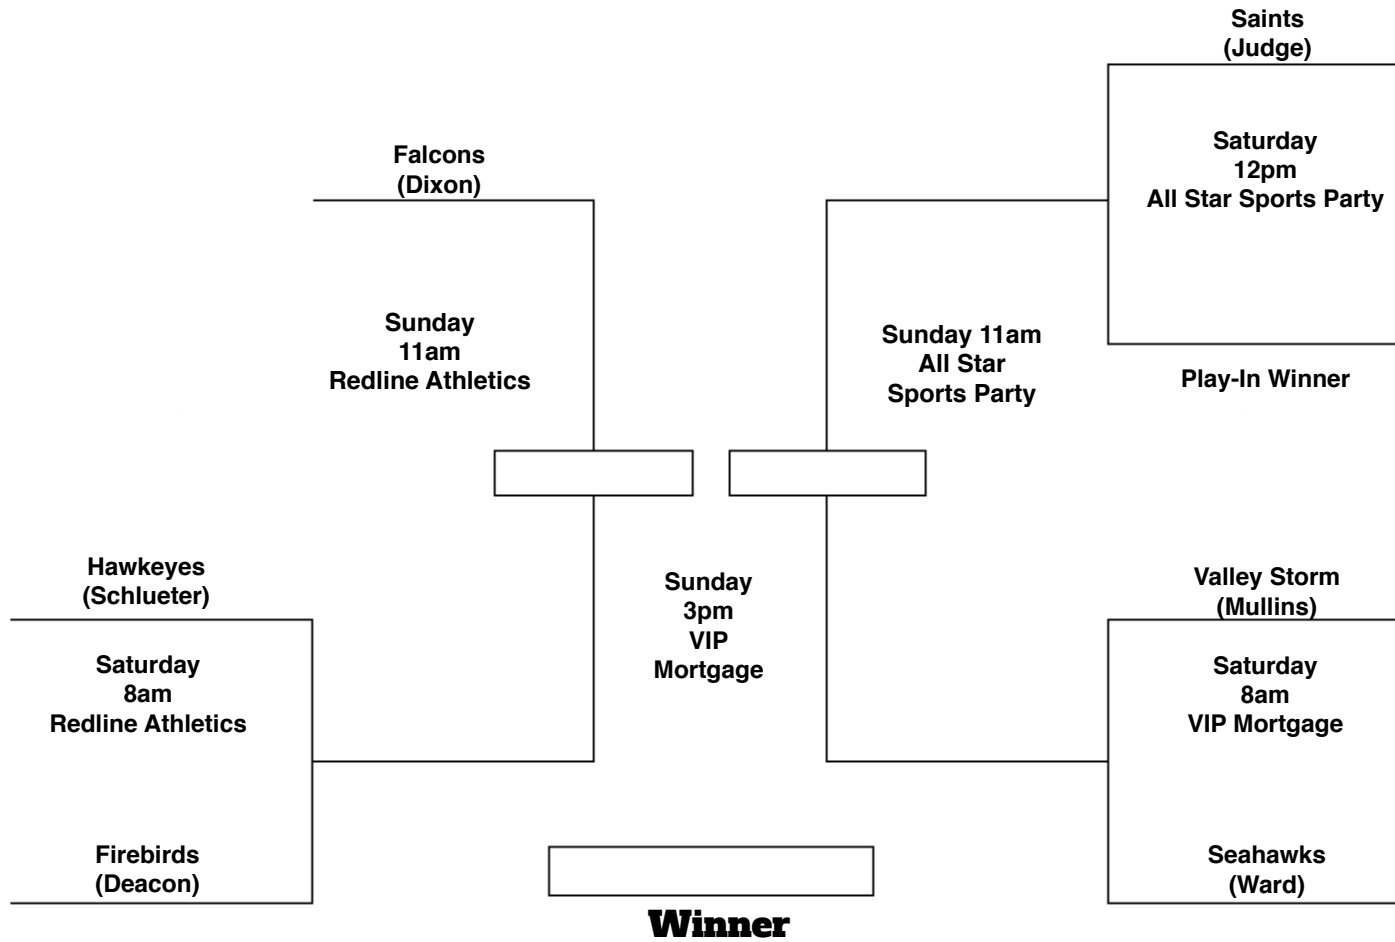 Saints
(Judge)
Saturday
12pm
All Star Sports Party
Play-In Winner
Falcons
(Dixon)
Sunday
11am
Redline Athletics
Sunday 11am
All Star
Sports Party
Hawkeyes
(Schlueter)
Saturday
8am
Redline Athletics
Firebirds
(Deacon)
Sunday
3pm
VIP
Mortgage
Valley Storm
(Mullins)
Saturday
8am
VIP Mortgage
Seahawks
(Ward)
Winner